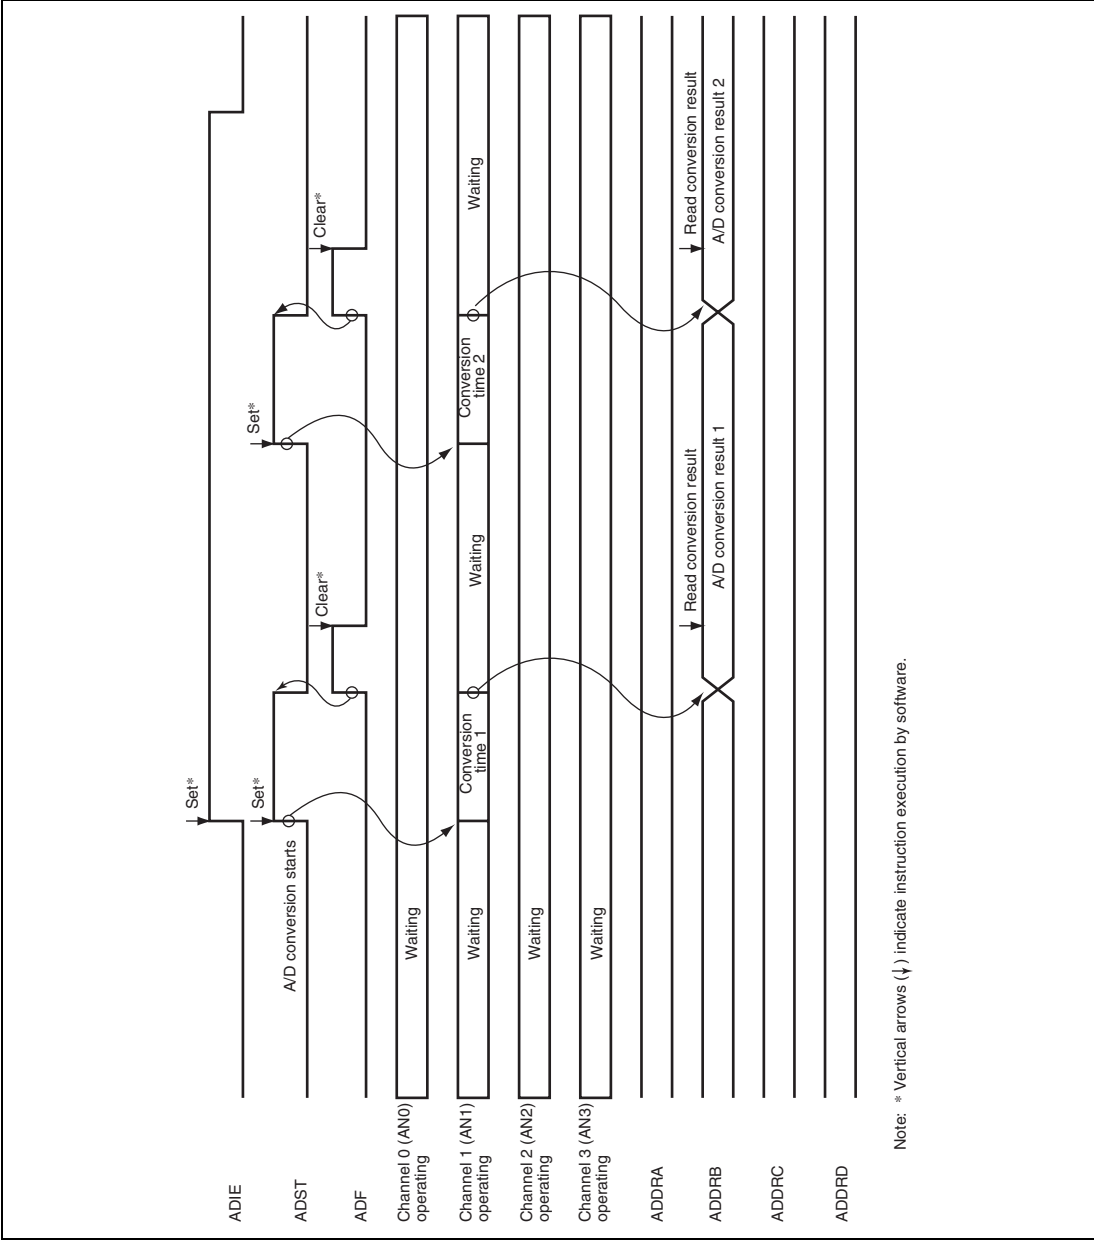 Set*
ADIE
Set*
Set*
A/D conversion starts
ADST
Clear*
Clear*
ADF
Channel 0 (AN0)
operating
Waiting
Channel 1 (AN1)
operating
Waiting
Conversion
time 1
Waiting
Conversion
time 2
Waiting
Channel 2 (AN2)
operating
Waiting
Channel 3 (AN3)
operating
Waiting
ADDRA
Read conversion result
Read conversion result
ADDRB
A/D conversion result 1
A/D conversion result 2
ADDRC
ADDRD
Note: * Vertical arrows (↓) indicate instruction execution by software.